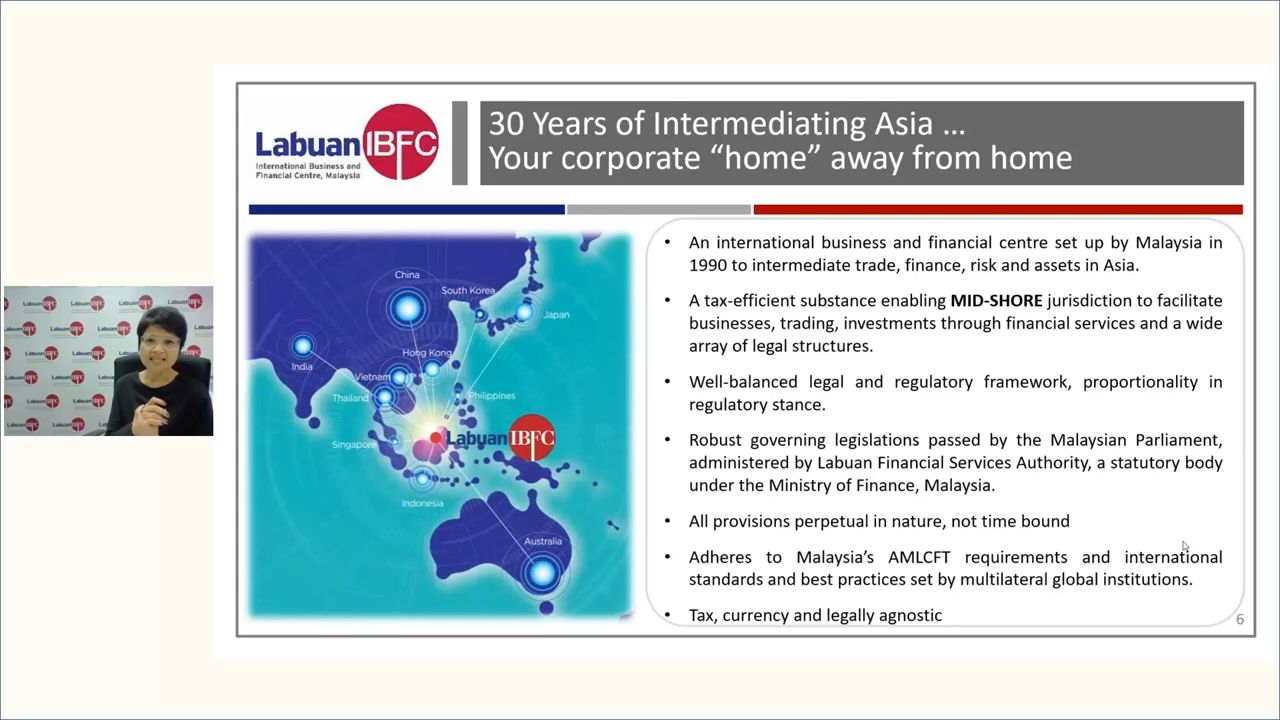 Labuan IBFC
International Business and
Financial Centre, Malaysia
30 Years of Intermediating Asia ...
Your corporate “home” away from home
China
South Korea
Japan
India
Hong Kong
Vietnam
Thailand
Philippines
Singapore
Labuan IBFC
Indonesia
Australia
• An international business and financial centre set up by Malaysia in
1990 to intermediate trade, finance, risk and assets in Asia.
• A tax-efficient substance enabling MID-SHORE jurisdiction to facilitate
businesses, trading, investments through financial services and a wide
array of legal structures.
• Well-balanced legal and regulatory framework, proportionality in
regulatory stance.
• Robust governing legislations passed by the Malaysian Parliament,
administered by Labuan Financial Services Authority, a statutory body
under the Ministry of Finance, Malaysia.
• All provisions perpetual in nature, not time bound
• Adheres to Malaysia’s AMLCFT requirements and international
standards and best practices set by multilateral global institutions.
• Tax, currency and legally agnostic
6